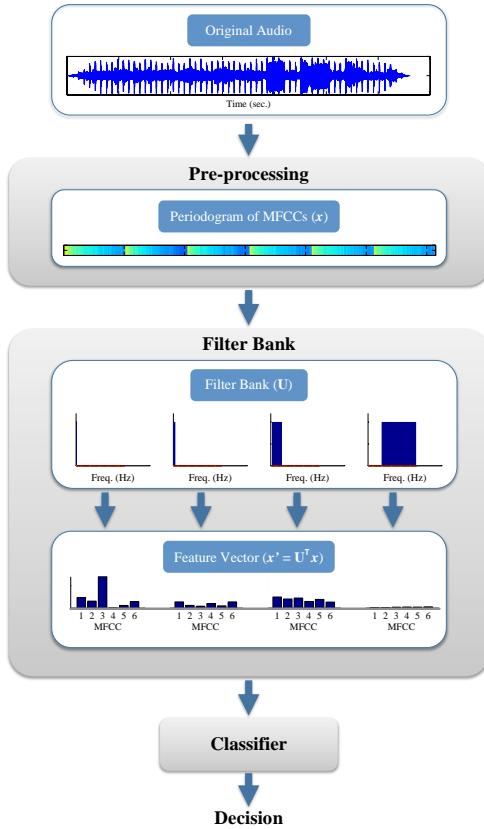 Original Audio
Time (sec.)
Pre-processing
Periodogram of MFCCs (x)
Filter Bank
Filter Bank (U)
Freq. (Hz) Freq. (Hz) Freq. (Hz) Freq. (Hz)
Feature Vector (x' = Uᵀx)
1 2 3 4 5 6 1 2 3 4 5 6 1 2 3 4 5 6 1 2 3 4 5 6
MFCC MFCC MFCC MFCC
Classifier
Decision